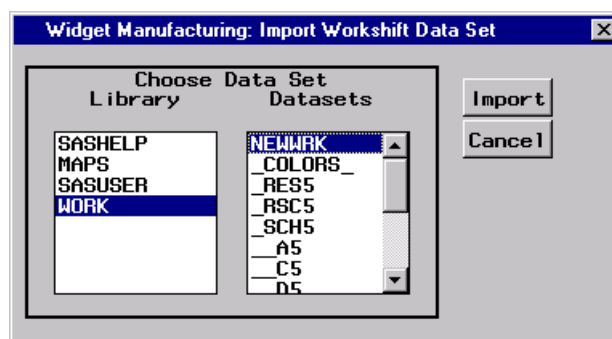 Widget Manufacturing: Import Workshift Data Set
Choose Data Set
Library Datasets
SASHELP
MAPS
SASUSER
WORK
NEWWRK
_COLORS_
_RES5
_RSC5
_SCH5
__A5
__C5
__D5
Import
Cancel